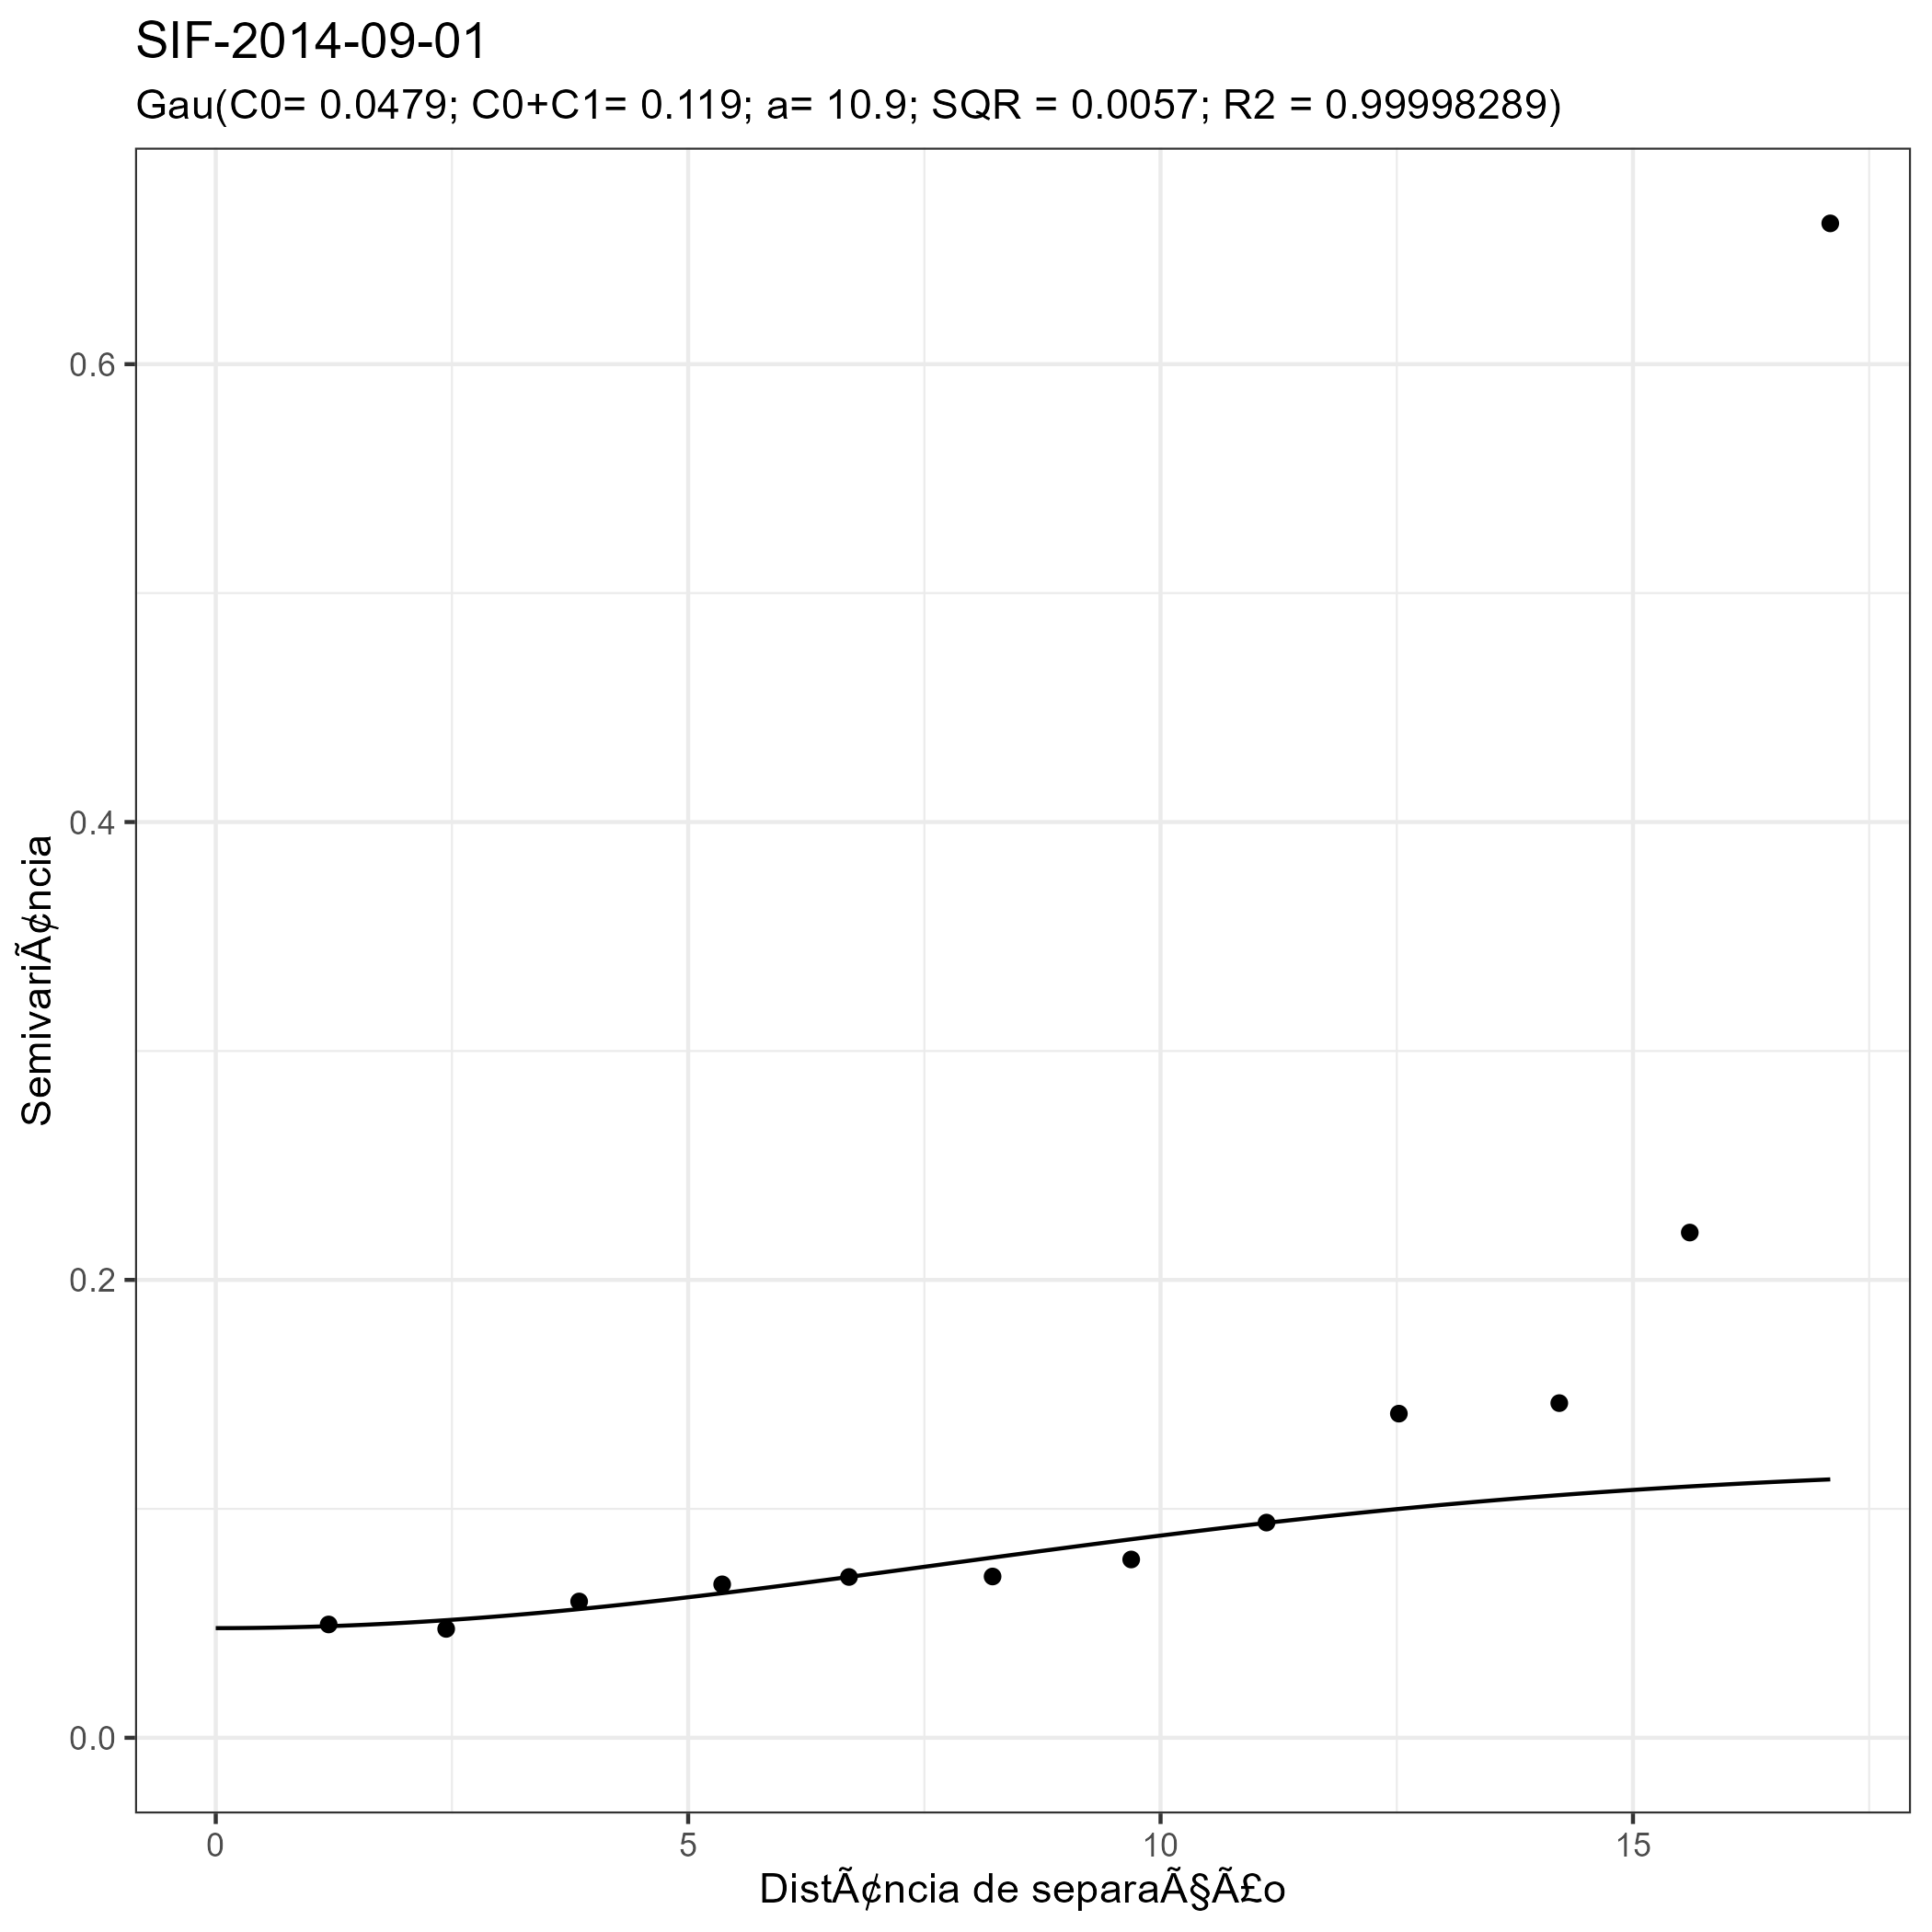 SIF-2014-09-01
Gau(C0= 0.0479; C0+C1= 0.119; a= 10.9; SQR = 0.0057; R2 = 0.99998289)
0.6
0.4
0.2
0.0
SemivariÃ¢ncia
0 5 10 15
DistÃ¢ncia de separaÃ§Ã£o